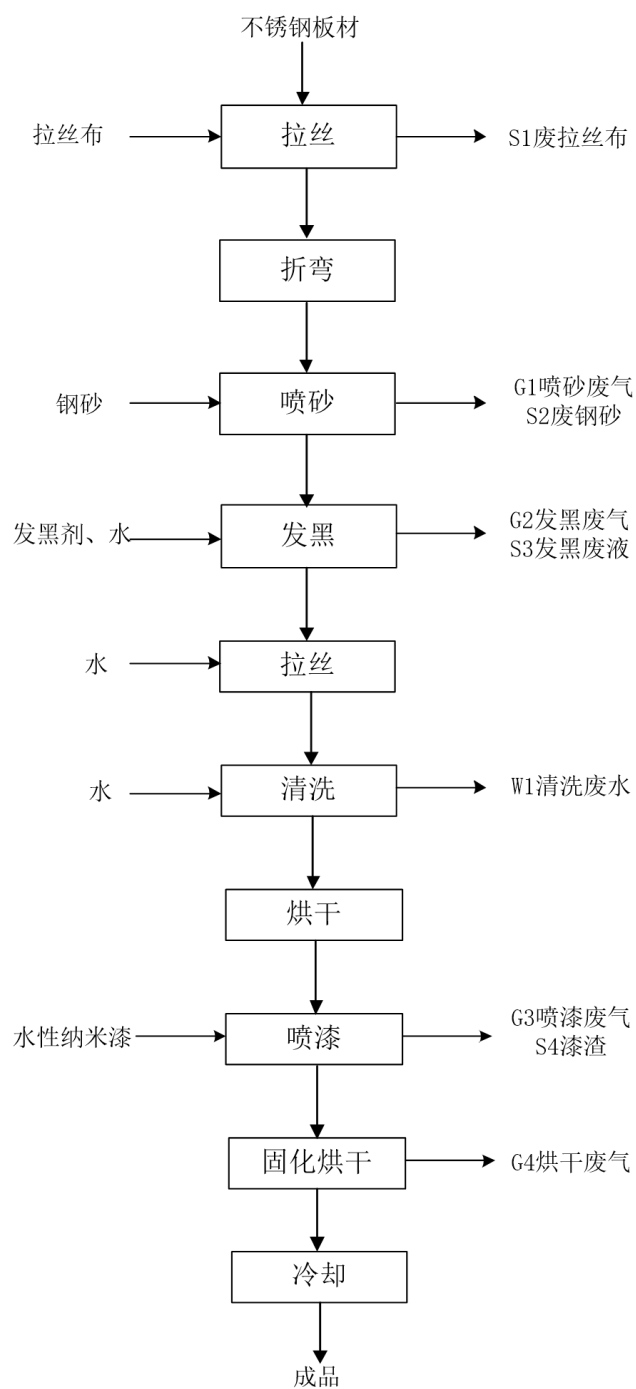 不锈钢板材
拉丝布
拉丝
S1废拉丝布
折弯
钢砂
喷砂
G1喷砂废气
S2废钢砂
发黑剂、水
发黑
G2发黑废气
S3发黑废液
水
拉丝
水
清洗
W1清洗废水
烘干
水性纳米漆
喷漆
G3喷漆废气
S4漆渣
固化烘干
G4烘干废气
冷却
成品